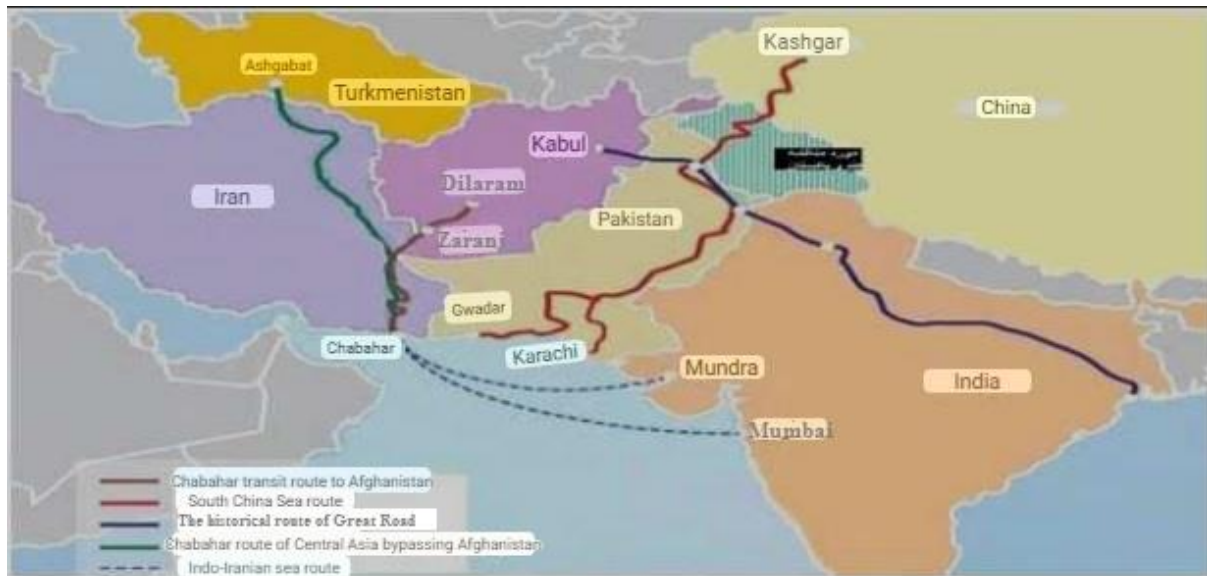 Ashgabat
Turkmenistan
Kashgar
China
Kabul
Iran
Dilaram
Zaranj
Pakistan
Gwadar
Chabahar
Karachi
Mundra
India
Mumbai
Chabahar transit route to Afghanistan
South China Sea route
The historical route of Great Road
Chabahar route of Central Asia bypassing Afghanistan
Indo-Iranian sea route